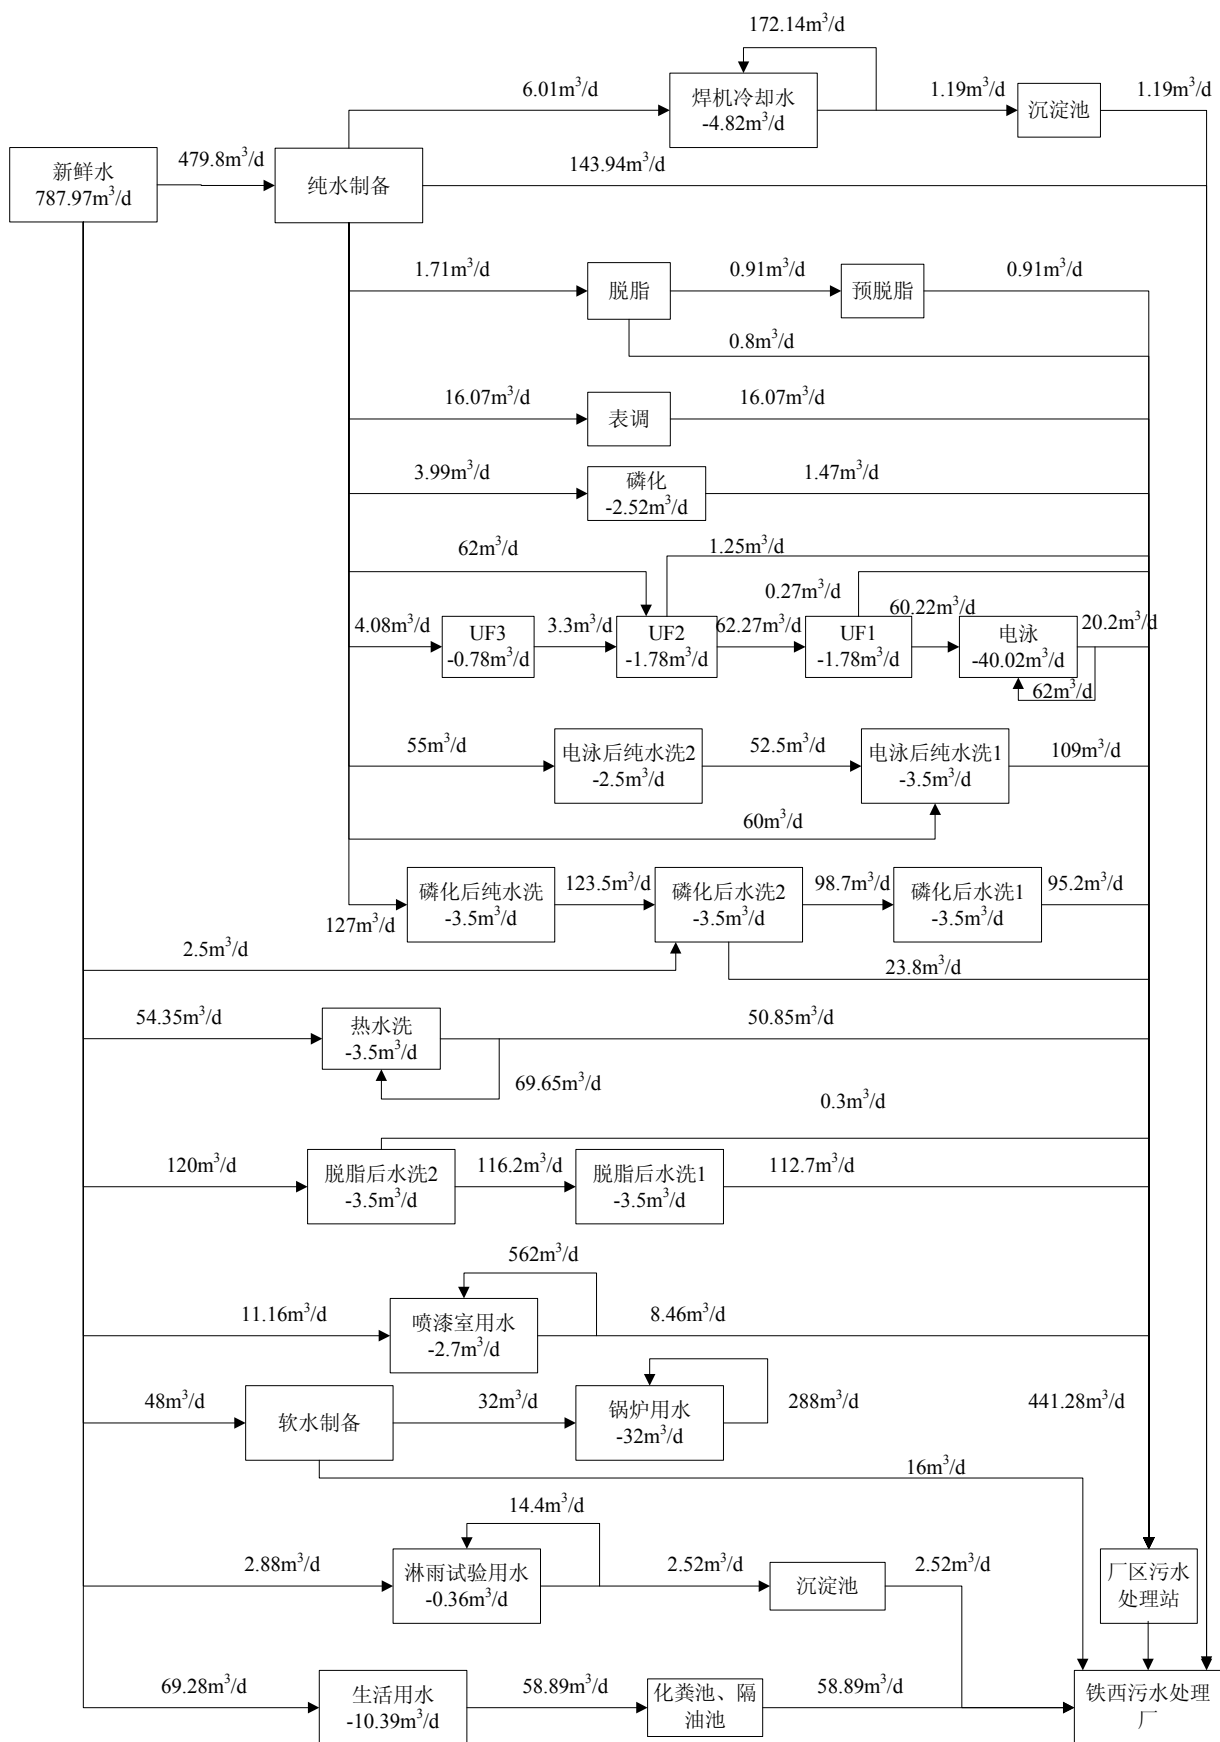 172.14m³/d
6.01m³/d
焊机冷却水
-4.82m³/d
1.19m³/d
沉淀池
1.19m³/d
新鲜水
787.97m³/d
479.8m³/d
纯水制备
143.94m³/d
1.71m³/d
脱脂
0.91m³/d
预脱脂
0.91m³/d
0.8m³/d
16.07m³/d
表调
16.07m³/d
3.99m³/d
磷化
-2.52m³/d
1.47m³/d
62m³/d
1.25m³/d
0.27m³/d
4.08m³/d
UF3
-0.78m³/d
3.3m³/d
UF2
-1.78m³/d
62.27m³/d
UF1
-1.78m³/d
60.22m³/d
电泳
-40.02m³/d
20.2m³/d
62m³/d
55m³/d
电泳后纯水洗2
-2.5m³/d
52.5m³/d
电泳后纯水洗1
-3.5m³/d
109m³/d
60m³/d
127m³/d
磷化后纯水洗
-3.5m³/d
123.5m³/d
磷化后水洗2
-3.5m³/d
98.7m³/d
磷化后水洗1
-3.5m³/d
95.2m³/d
2.5m³/d
23.8m³/d
54.35m³/d
热水洗
-3.5m³/d
50.85m³/d
69.65m³/d
0.3m³/d
120m³/d
脱脂后水洗2
-3.5m³/d
116.2m³/d
脱脂后水洗1
-3.5m³/d
112.7m³/d
562m³/d
11.16m³/d
喷漆室用水
-2.7m³/d
8.46m³/d
48m³/d
软水制备
32m³/d
锅炉用水
-32m³/d
288m³/d
441.28m³/d
16m³/d
14.4m³/d
2.88m³/d
淋雨试验用水
-0.36m³/d
2.52m³/d
沉淀池
2.52m³/d
厂区污水
处理站
69.28m³/d
生活用水
-10.39m³/d
58.89m³/d
化粪池、隔
油池
58.89m³/d
铁西污水处理
厂